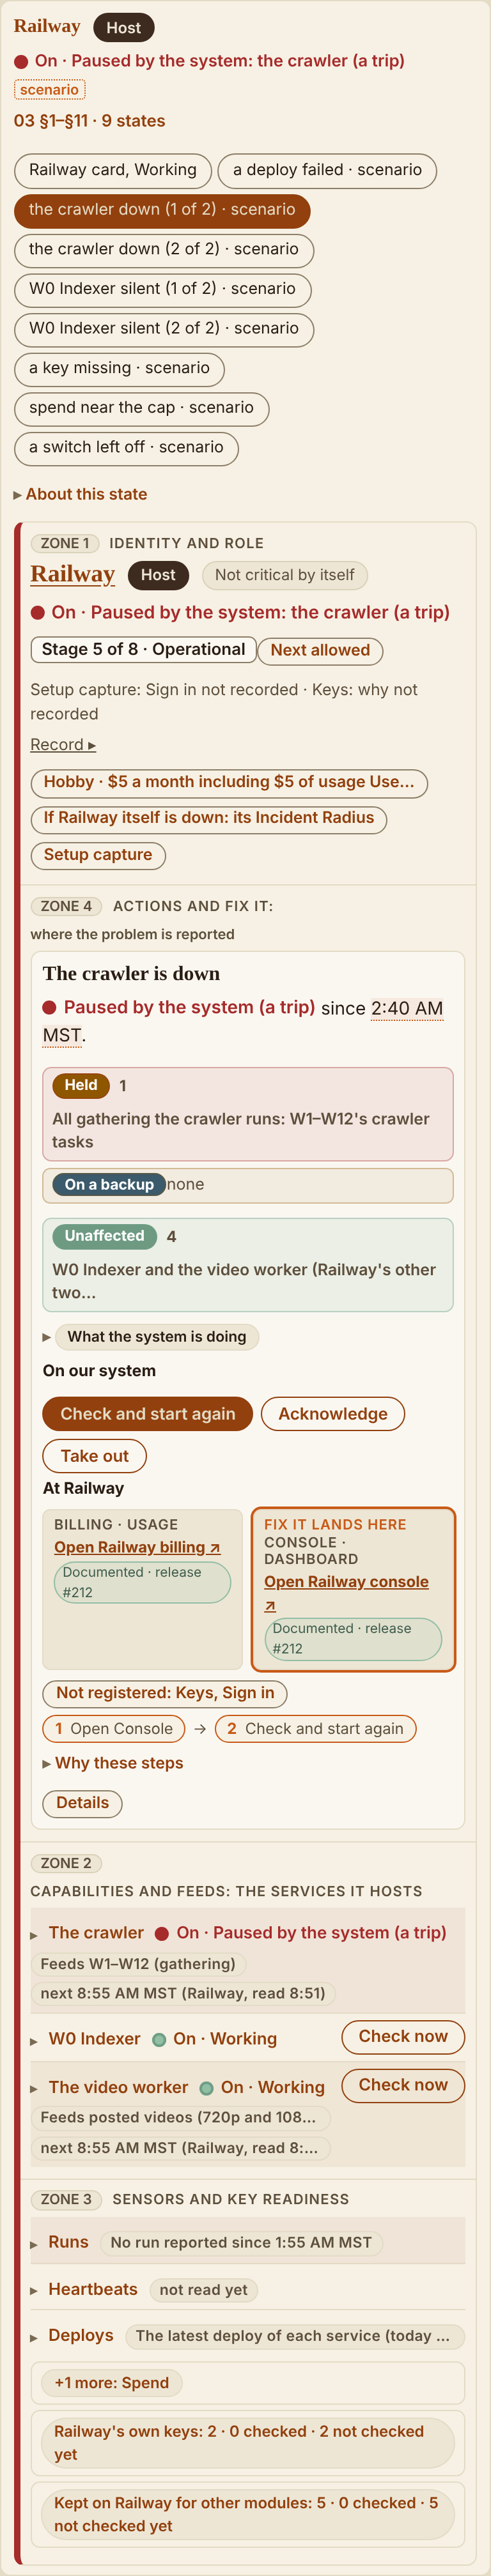 Railway Host
On · Paused by the system: the crawler (a trip)
scenario
03 §1–§11 · 9 states
Railway card, Working
a deploy failed · scenario
the crawler down (1 of 2) · scenario
the crawler down (2 of 2) · scenario
W0 Indexer silent (1 of 2) · scenario
W0 Indexer silent (2 of 2) · scenario
a key missing · scenario
spend near the cap · scenario
a switch left off · scenario
▸ About this state
ZONE 1 IDENTITY AND ROLE
Railway Host Not critical by itself
On · Paused by the system: the crawler (a trip)
Stage 5 of 8 · Operational Next allowed
Setup capture: Sign in not recorded · Keys: why not
recorded
Record ▸
Hobby · $5 a month including $5 of usage Use…
If Railway itself is down: its Incident Radius
Setup capture
ZONE 4 ACTIONS AND FIX IT:
where the problem is reported
The crawler is down
Paused by the system (a trip) since 2:40 AM
MST.
Held 1
All gathering the crawler runs: W1–W12's crawler
tasks
On a backup none
Unaffected 4
W0 Indexer and the video worker (Railway's other
two…
▸ What the system is doing
On our system
Check and start again Acknowledge
Take out
At Railway
BILLING · USAGE
Open Railway billing ↗
Documented · release
#212
FIX IT LANDS HERE
CONSOLE ·
DASHBOARD
Open Railway console
↗
Documented · release
#212
Not registered: Keys, Sign in
1 Open Console → 2 Check and start again
▸ Why these steps
Details
ZONE 2
CAPABILITIES AND FEEDS: THE SERVICES IT HOSTS
▸ The crawler On · Paused by the system (a trip)
Feeds W1–W12 (gathering)
next 8:55 AM MST (Railway, read 8:51)
▸ W0 Indexer On · Working Check now
▸ The video worker On · Working Check now
Feeds posted videos (720p and 108…
next 8:55 AM MST (Railway, read 8:…
ZONE 3 SENSORS AND KEY READINESS
▸ Runs No run reported since 1:55 AM MST
▸ Heartbeats not read yet
▸ Deploys The latest deploy of each service (today …
+1 more: Spend
Railway's own keys: 2 · 0 checked · 2 not checked
yet
Kept on Railway for other modules: 5 · 0 checked · 5
not checked yet